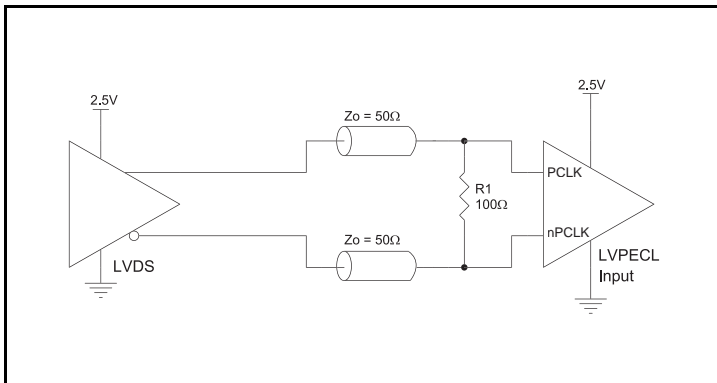 2.5V
2.5V
Zo = 50Ω
PCLK
R1
100Ω
nPCLK
Zo = 50Ω
LVDS
LVPECL
Input